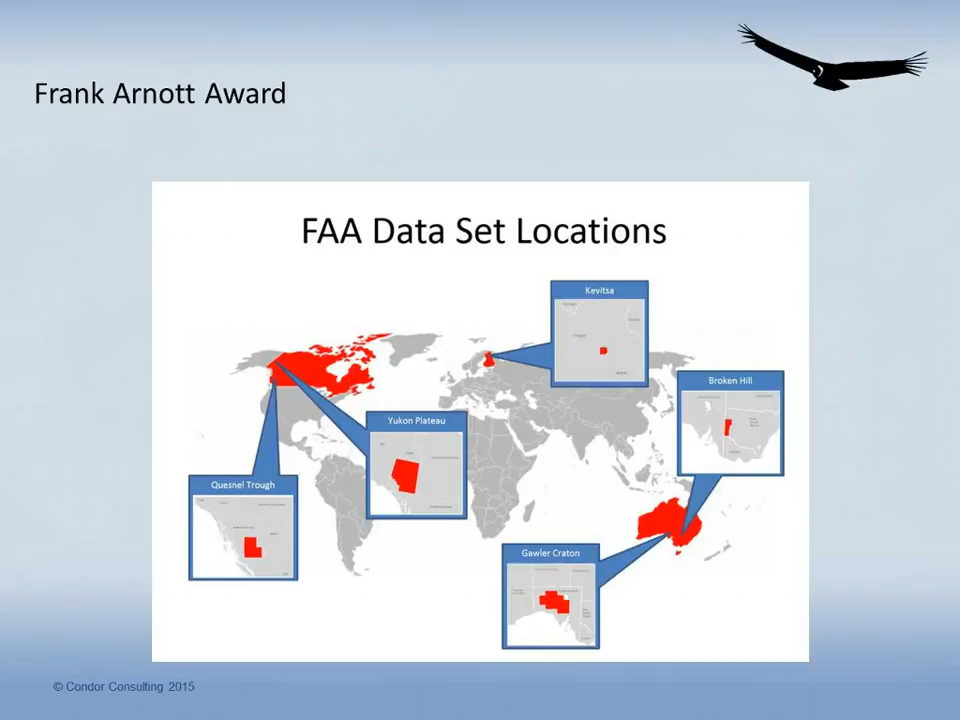 Frank Arnott Award
FAA Data Set Locations
Kevitsa
Broken Hill
Yukon Plateau
Quesnel Trough
Gawler Craton
© Condor Consulting 2015